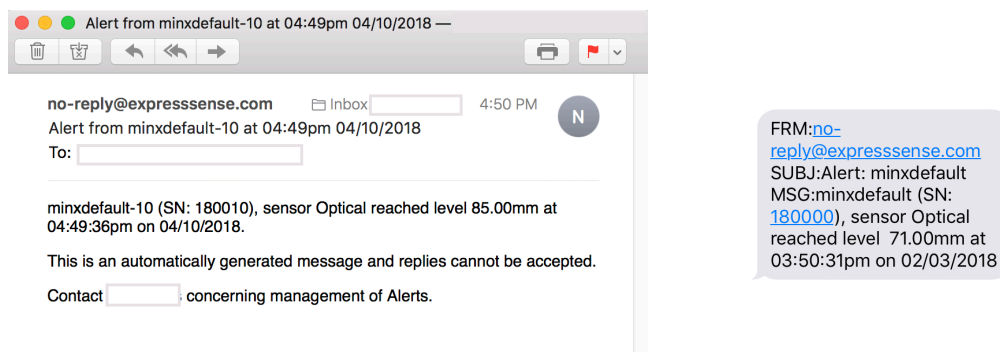 Alert from minxdefault-10 at 04:49pm 04/10/2018 —
no-reply@expresssense.com Inbox 4:50 PM
N
Alert from minxdefault-10 at 04:49pm 04/10/2018
To:
minxdefault-10 (SN: 180010), sensor Optical reached level 85.00mm at
04:49:36pm on 04/10/2018.
This is an automatically generated message and replies cannot be accepted.
Contact concerning management of Alerts.
FRM:no-
reply@expresssense.com
SUBJ:Alert: minxdefault
MSG:minxdefault (SN:
180000), sensor Optical
reached level 71.00mm at
03:50:31pm on 02/03/2018